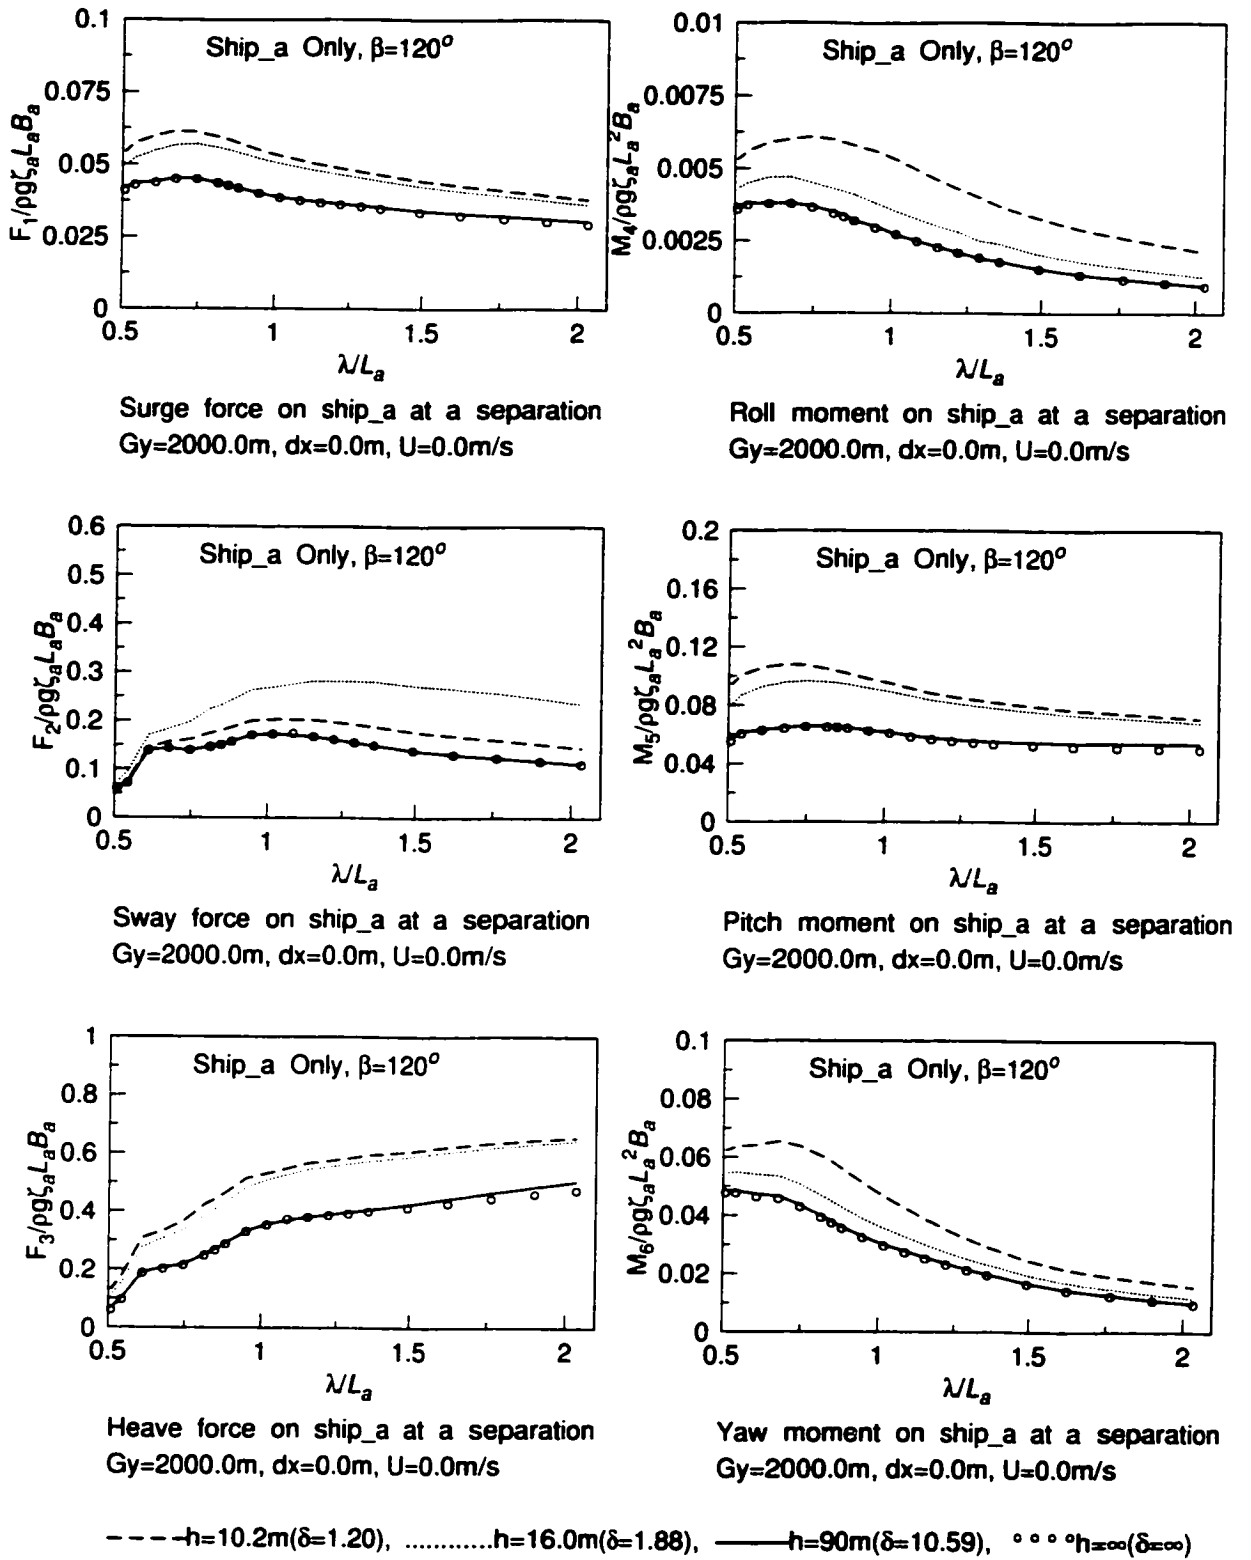 0.1
0.075
0.05
0.025
0
F₁/ρgζₐLₐBₐ
Ship_a Only, β=120°
0.5 1 1.5 2
λ/Lₐ
Surge force on ship_a at a separation
Gy=2000.0m, dx=0.0m, U=0.0m/s
0.01
0.0075
0.005
0.0025
0
M₄/ρgζₐLₐ²Bₐ
Ship_a Only, β=120°
0.5 1 1.5 2
λ/Lₐ
Roll moment on ship_a at a separation
Gy=2000.0m, dx=0.0m, U=0.0m/s
0.6
0.5
0.4
0.3
0.2
0.1
0
F₂/ρgζₐLₐBₐ
Ship_a Only, β=120°
0.5 1 1.5 2
λ/Lₐ
Sway force on ship_a at a separation
Gy=2000.0m, dx=0.0m, U=0.0m/s
0.2
0.16
0.12
0.08
0.04
0
M₅/ρgζₐLₐ²Bₐ
Ship_a Only, β=120°
0.5 1 1.5 2
λ/Lₐ
Pitch moment on ship_a at a separation
Gy=2000.0m, dx=0.0m, U=0.0m/s
1
0.8
0.6
0.4
0.2
0
F₃/ρgζₐLₐBₐ
Ship_a Only, β=120°
0.5 1 1.5 2
λ/Lₐ
Heave force on ship_a at a separation
Gy=2000.0m, dx=0.0m, U=0.0m/s
0.1
0.08
0.06
0.04
0.02
0
M₆/ρgζₐLₐ²Bₐ
Ship_a Only, β=120°
0.5 1 1.5 2
λ/Lₐ
Yaw moment on ship_a at a separation
Gy=2000.0m, dx=0.0m, U=0.0m/s
h=10.2m(δ=1.20), ...........h=16.0m(δ=1.88), h=90m(δ=10.59), h=∞(δ=∞)